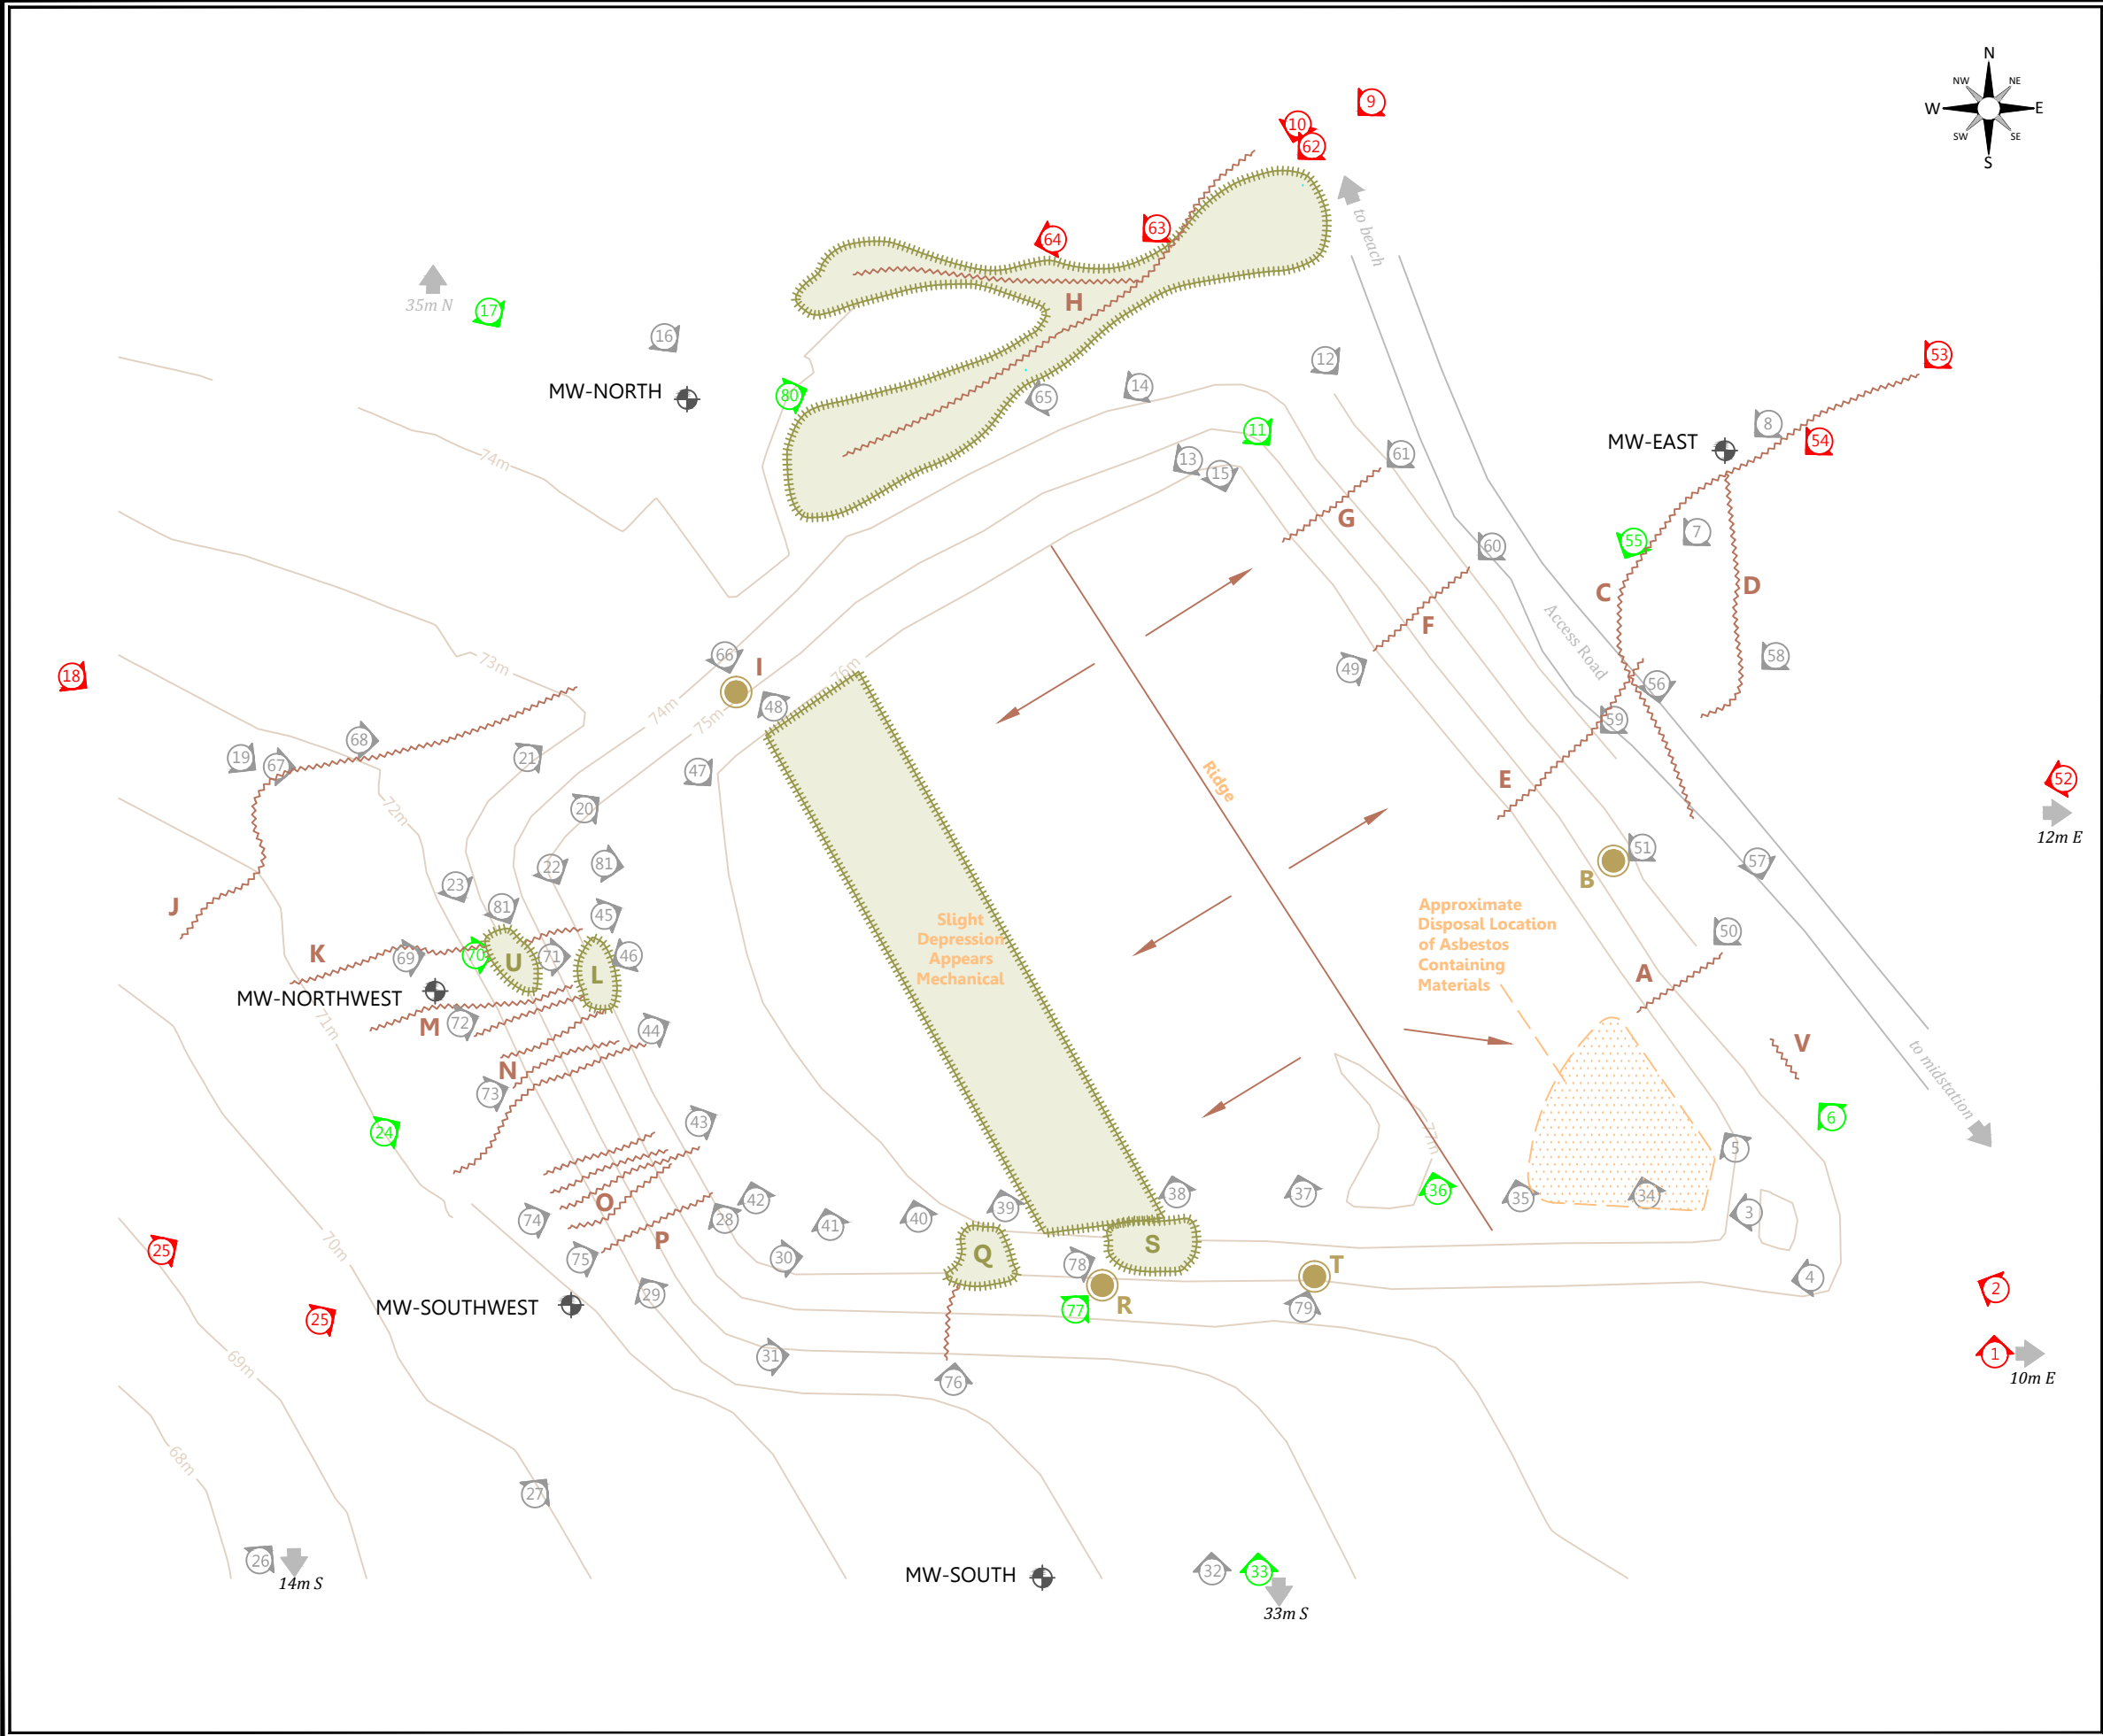 N
NW
NE
W
E
SW
SE
S
9
10
62
to beach
63
64
35m N
17
16
H
53
12
MW-NORTH
80
65
14
8
11
MW-EAST
54
61
74m
13
15
G
7
55
60
C
D
F
Access Road
73m
66
I
76m
49
58
56
18
74m
75m
48
59
68
19
67
21
47
Ridge
E
52
72m
20
12m E
22
81
51
57
B
23
J
81
45
Approximate
Disposal Location
of Asbestos
Containing
Materials
Slight
Depression
Appears
Mechanical
50
K
69
70
U
71
L
46
A
MW-NORTHWEST
71m
M
72
44
V
N
to midstation
73
24
43
6
77m
5
O
42
39
38
37
36
35
34
74
28
41
40
3
P
70m
25
75
30
Q
78
S
T
4
29
MW-SOUTHWEST
R
2
25
77
79
69m
31
1
76
10m E
68m
27
26
14m S
MW-SOUTH
32
33
33m S